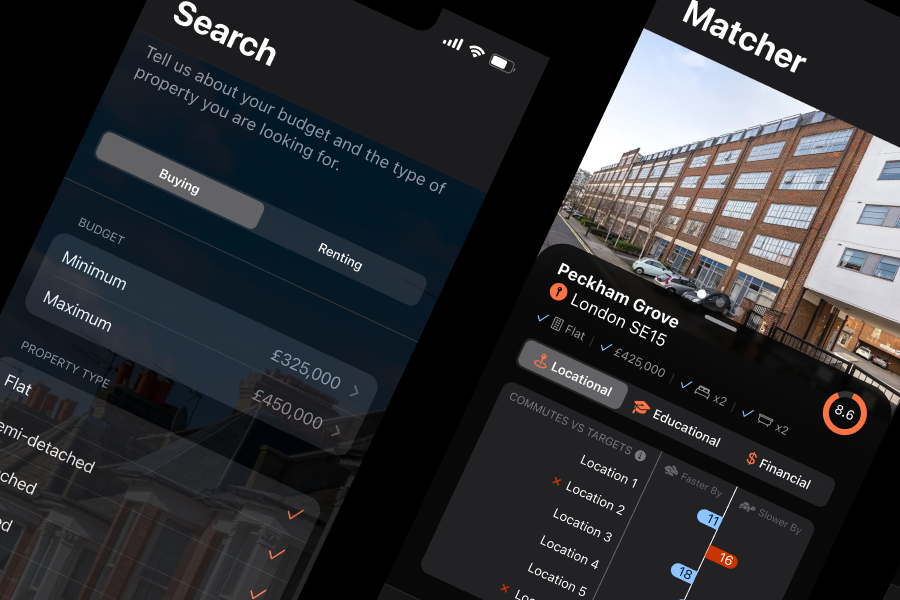 Search
Tell us about your budget and the type of
property you are looking for.
Buying
Renting
BUDGET
Minimum
£325,000
Maximum
£450,000
PROPERTY TYPE
Flat
emi-detached
ched
ed
Matcher
Peckham Grove
London SE15
Flat
£425,000
x2
x2
8.6
Locational
Educational
Financial
COMMUTES VS TARGETS
Faster By
Slower By
Location 1
11
Location 2
16
Location 3
18
Location 4
Location 5
Loc